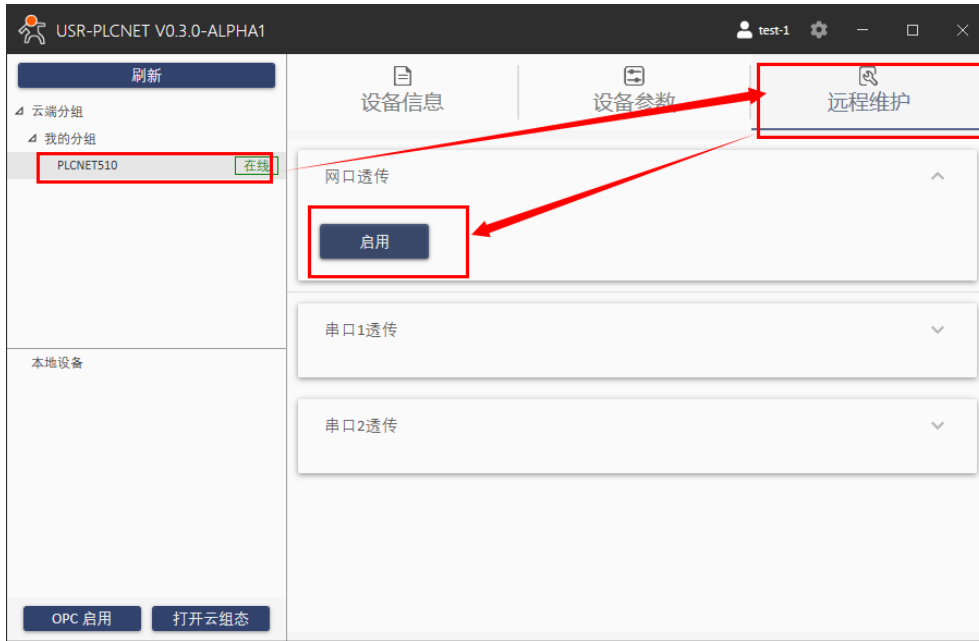 USR-PLCNET V0.3.0-ALPHA1
test-1
刷新
云端分组
我的分组
PLCNET510
在线
设备信息
设备参数
远程维护
网口透传
启用
串口1透传
串口2透传
本地设备
OPC 启用
打开云组态